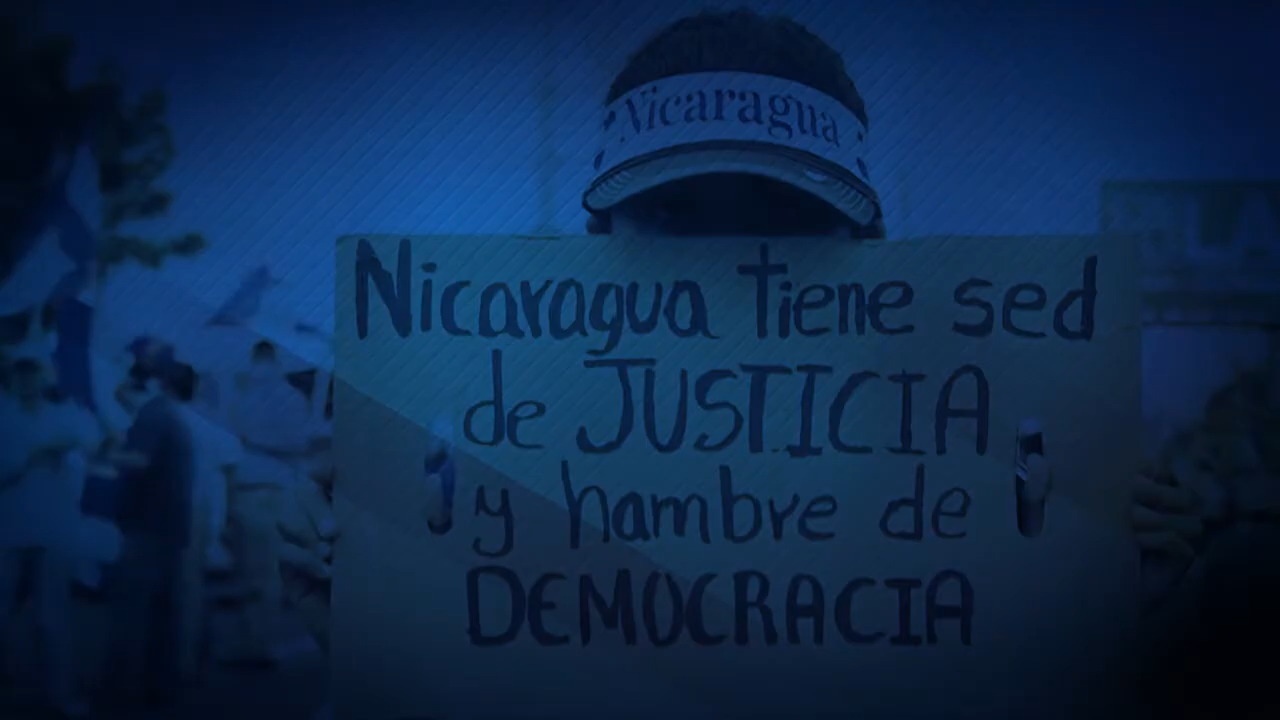 Nicaragua
Nicaragua tiene sed
de JUSTICIA
y hambre de
DEMOCRACIA